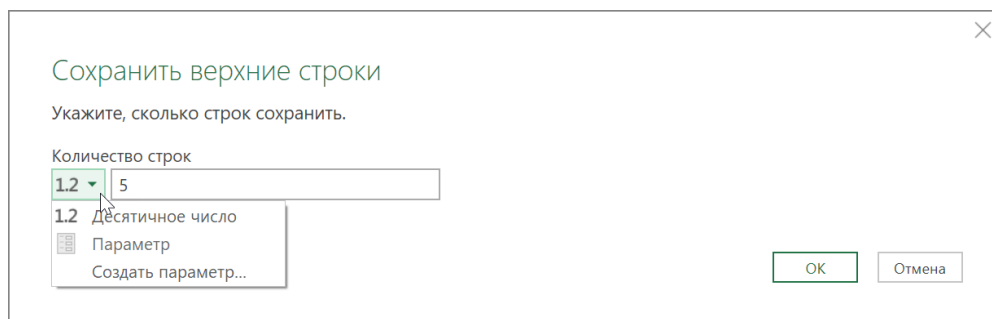 Сохранить верхние строки
Укажите, сколько строк сохранить.
Количество строк
1.2 5
1.2 Десятичное число
Параметр
Создать параметр...
ОК Отмена